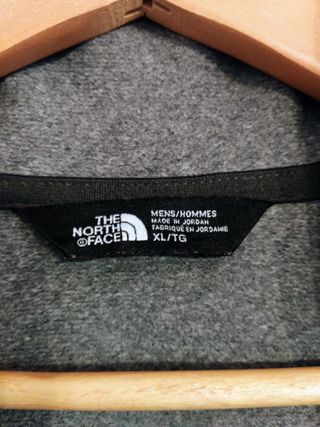 THE
NORTH
® FACE
MENS/HOMMES
MADE IN JORDAN
FABRIQUÉ EN JORDANIE
XL/TG